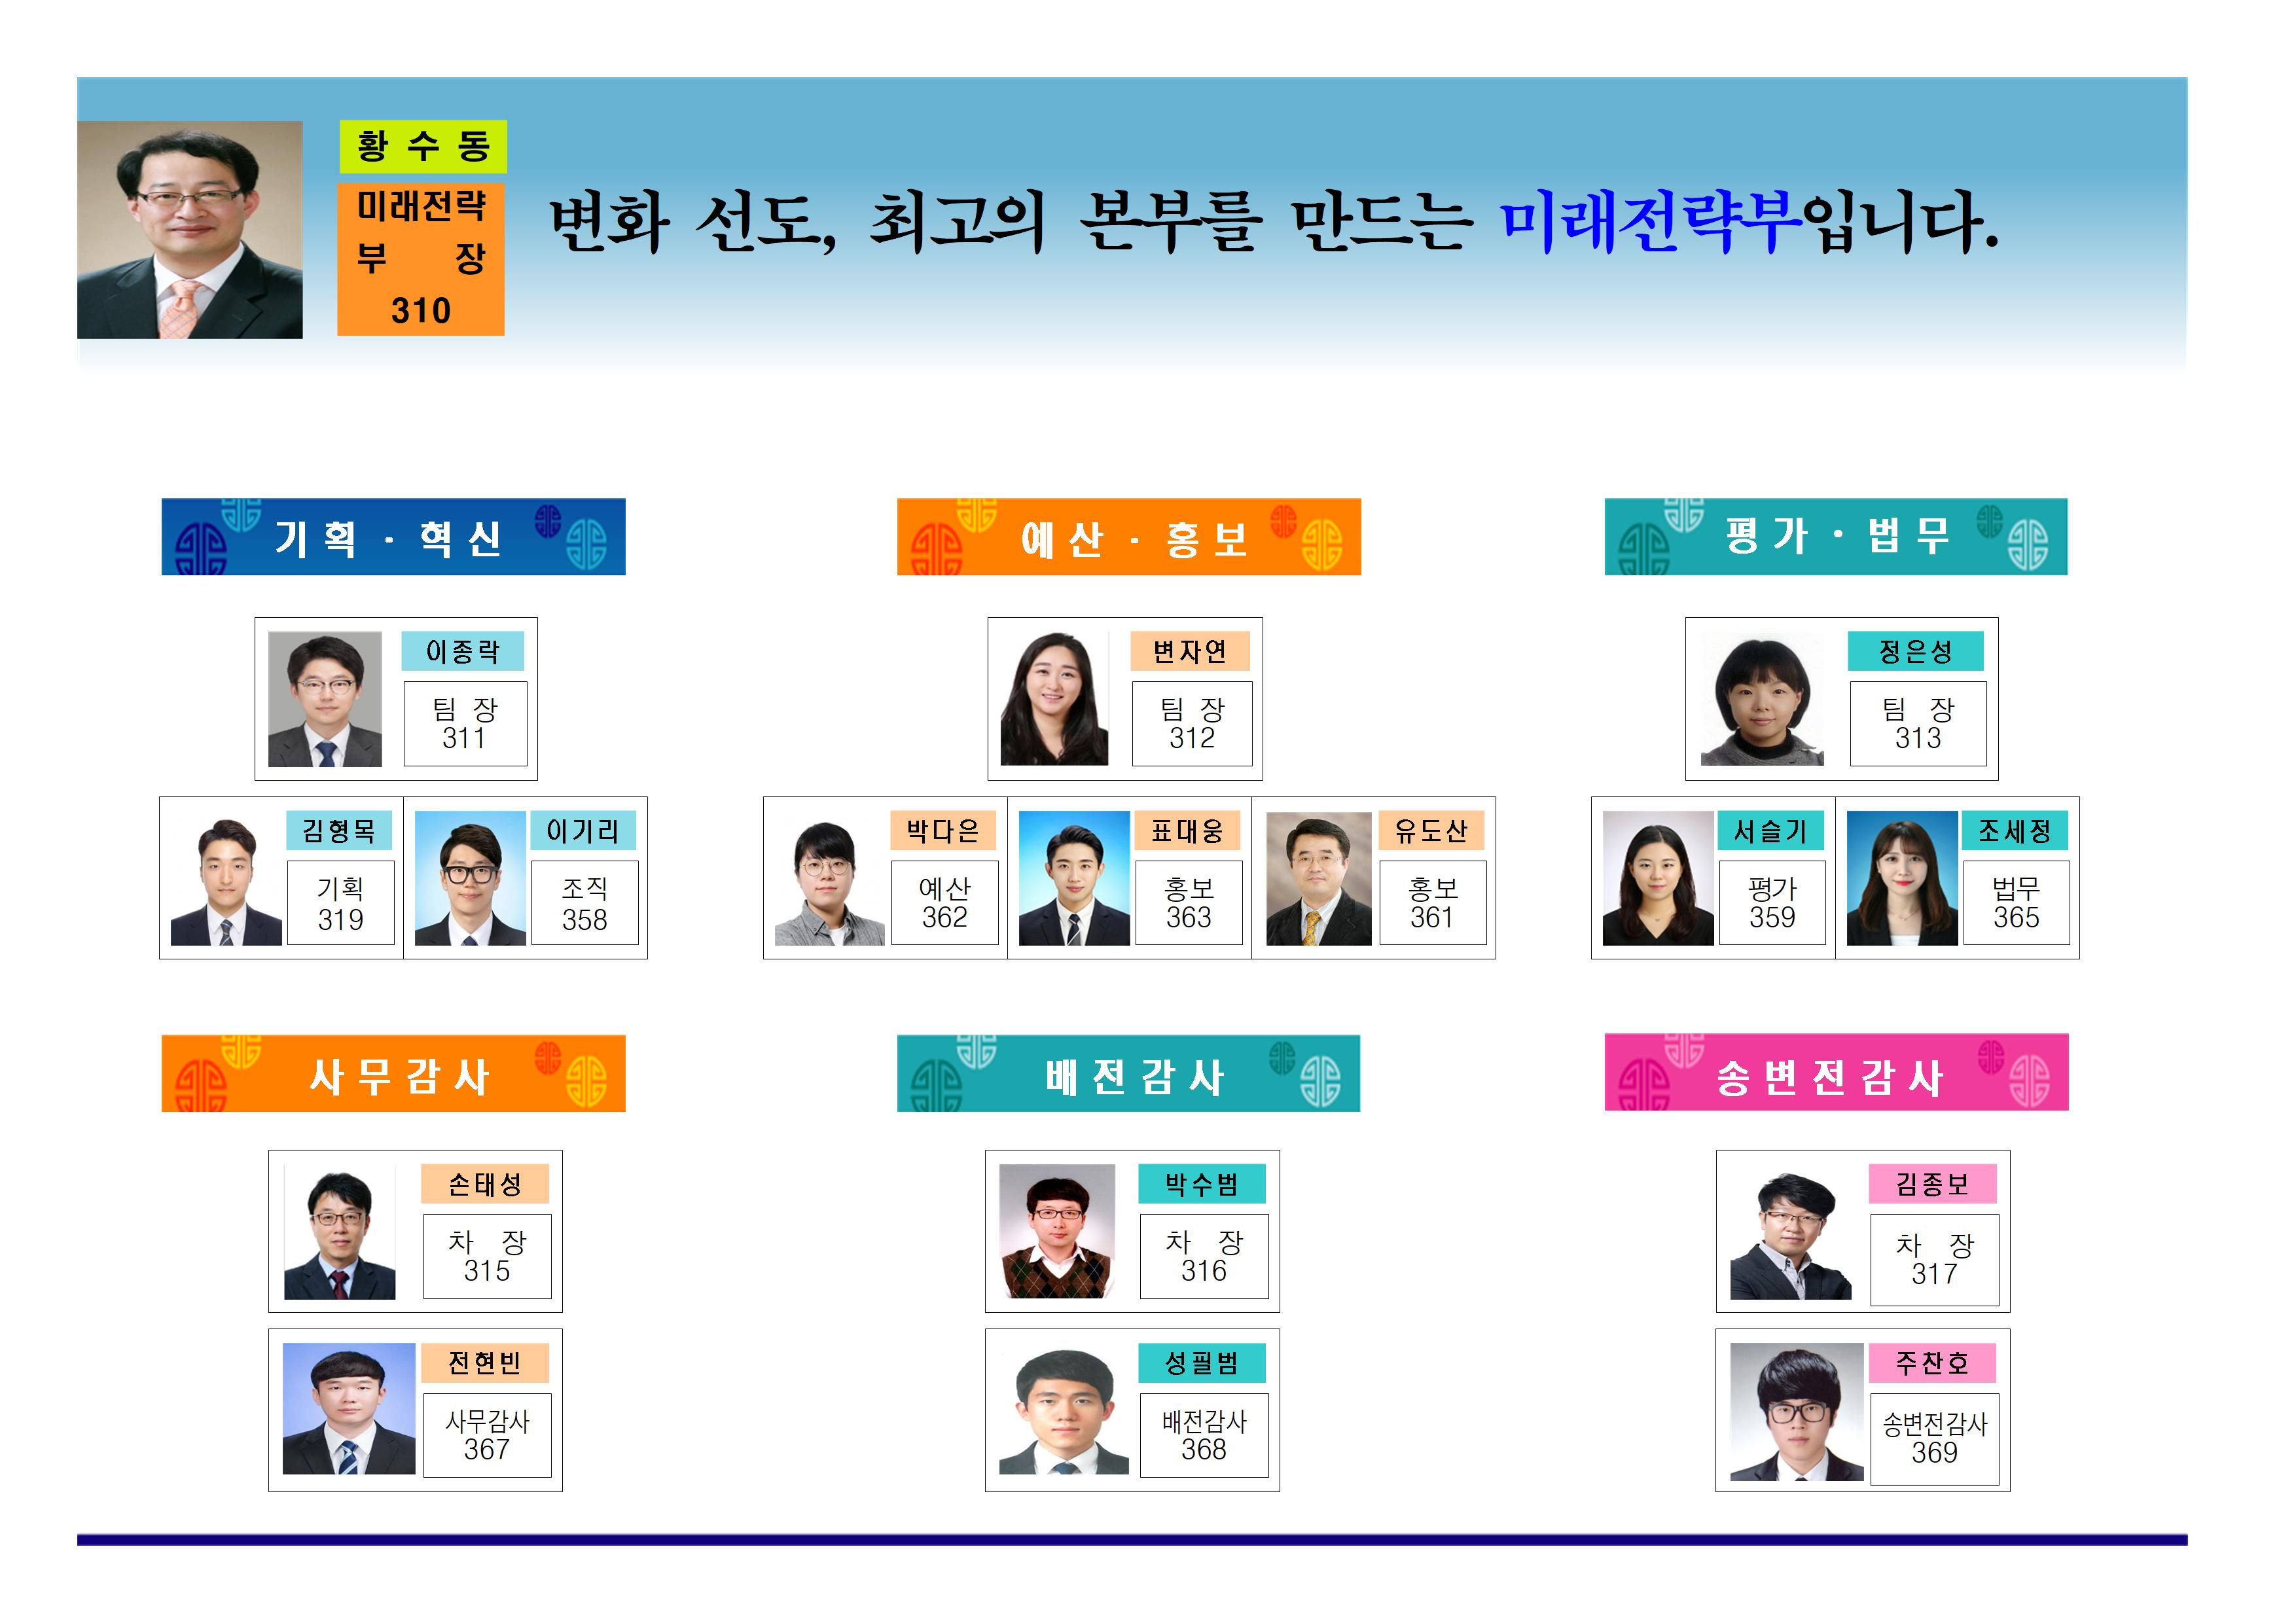 황 수 동
미래전략
부 장
310
변화 선도, 최고의 본부를 만드는 미래전략부입니다.
기 획 · 혁 신
이종락
팀 장
311
김형목
기획
319
이기리
조직
358
예 산 · 홍 보
변자연
팀 장
312
박다은
예산
362
표대웅
홍보
363
유도산
홍보
361
평 가 · 법 무
정은성
팀 장
313
서슬기
평가
359
조세정
법무
365
사 무 감 사
손태성
차 장
315
전현빈
사무감사
367
배 전 감 사
박수범
차 장
316
성필범
배전감사
368
송 변 전 감 사
김종보
차 장
317
주찬호
송변전감사
369